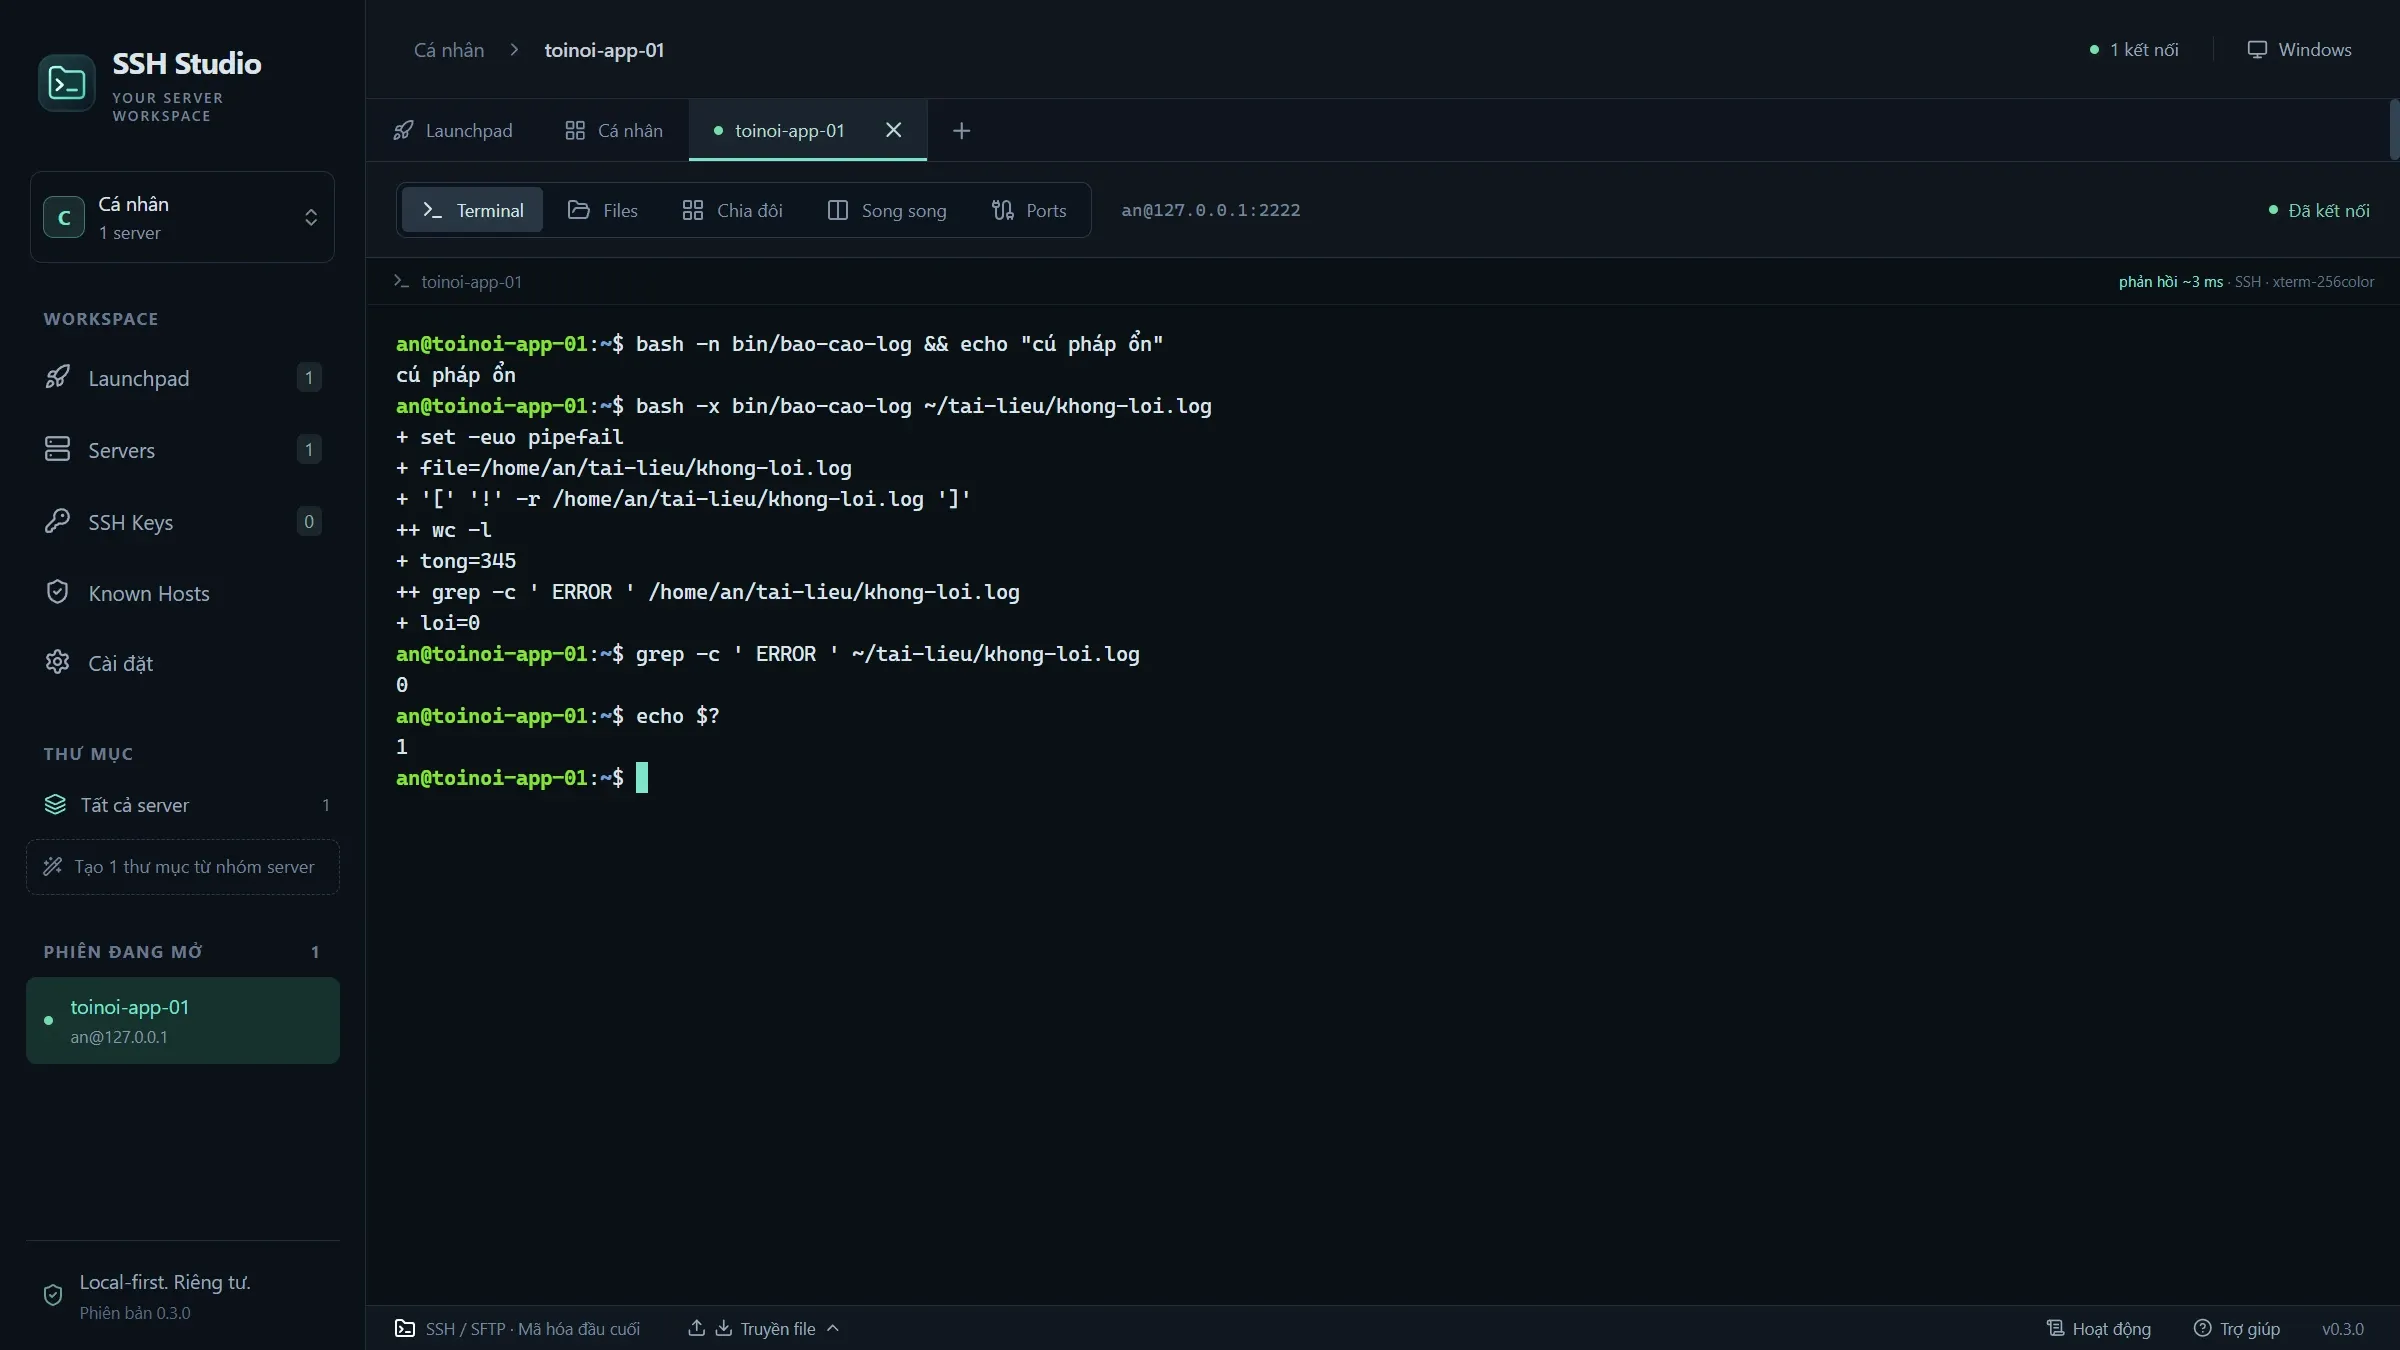 SSH Studio
YOUR SERVER
WORKSPACE
C
Cá nhân
1 server
WORKSPACE
Launchpad 1
Servers 1
SSH Keys 0
Known Hosts
Cài đặt
THƯ MỤC
Tất cả server 1
Tạo 1 thư mục từ nhóm server
PHIÊN ĐANG MỞ 1
toinoi-app-01
an@127.0.0.1
Local-first. Riêng tư.
Phiên bản 0.3.0
Cá nhân > toinoi-app-01
1 kết nối
Windows
Launchpad
Cá nhân
toinoi-app-01
Terminal
Files
Chia đôi
Song song
Ports
an@127.0.0.1:2222
Đã kết nối
toinoi-app-01
phản hồi ~3 ms · SSH · xterm-256color
an@toinoi-app-01:~$ bash -n bin/bao-cao-log && echo "cú pháp ổn"
cú pháp ổn
an@toinoi-app-01:~$ bash -x bin/bao-cao-log ~/tai-lieu/khong-loi.log
+ set -euo pipefail
+ file=/home/an/tai-lieu/khong-loi.log
+ '[' '!' -r /home/an/tai-lieu/khong-loi.log ']'
++ wc -l
+ tong=345
++ grep -c ' ERROR ' /home/an/tai-lieu/khong-loi.log
+ loi=0
an@toinoi-app-01:~$ grep -c ' ERROR ' ~/tai-lieu/khong-loi.log
0
an@toinoi-app-01:~$ echo $?
1
an@toinoi-app-01:~$
SSH / SFTP · Mã hóa đầu cuối
Truyền file
Hoạt động
Trợ giúp
v0.3.0